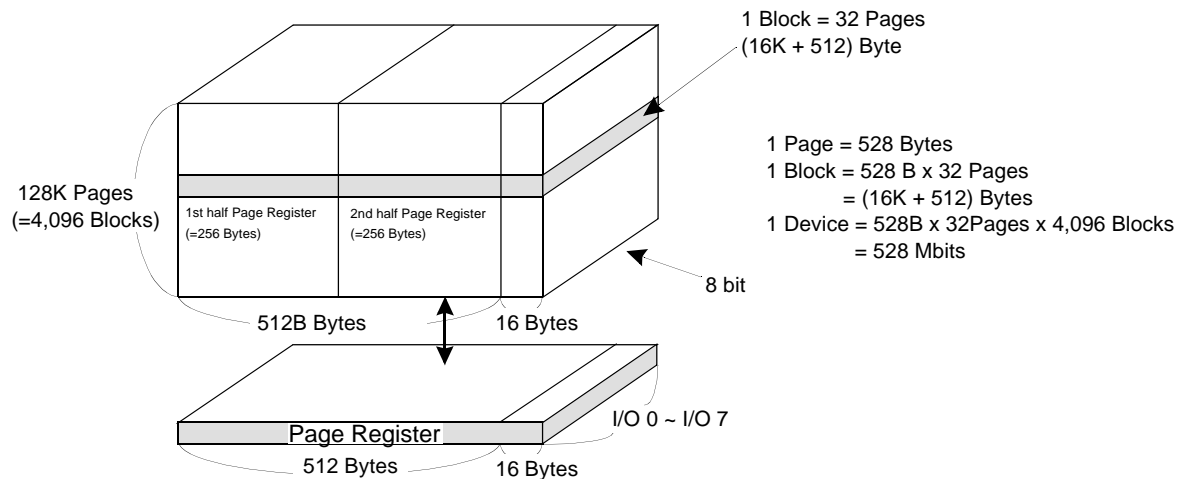 1 Block = 32 Pages
(16K + 512) Byte
1 Page = 528 Bytes
1 Block = 528 B x 32 Pages
= (16K + 512) Bytes
1 Device = 528B x 32Pages x 4,096 Blocks
= 528 Mbits
128K Pages
(=4,096 Blocks)
1st half Page Register
(=256 Bytes)
2nd half Page Register
(=256 Bytes)
8 bit
512B Bytes
16 Bytes
I/O 0 ~ I/O 7
Page Register
512 Bytes
16 Bytes